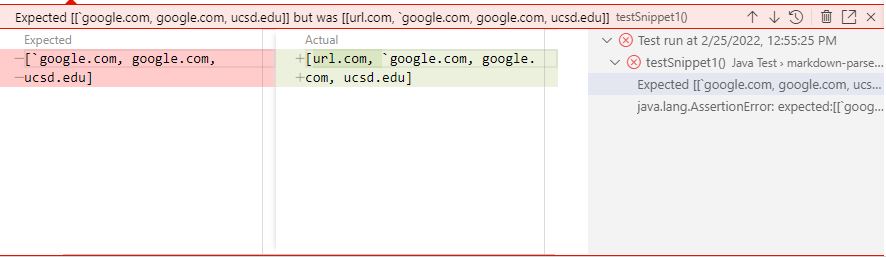 Expected [[`google.com, google.com, ucsd.edu]] but was [[url.com, `google.com, google.com, ucsd.edu]] testSnippet1()
Expected
−[`google.com, google.com,
−ucsd.edu]
Actual
+[url.com, `google.com, google.
+com, ucsd.edu]
Test run at 2/25/2022, 12:55:25 PM
testSnippet1() Java Test › markdown-parse...
Expected [[`google.com, google.com, ucs...
java.lang.AssertionError: expected:[[`goog...